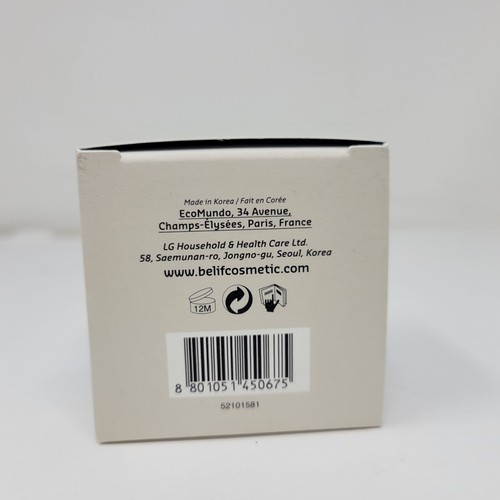 Made in Korea / Fait en Corée
EcoMundo, 34 Avenue,
Champs-Élysées, Paris, France
LG Household & Health Care Ltd.
58, Saemunan-ro, Jongno-gu, Seoul, Korea
www.belifcosmetic.com
12M
8 801051 450675
52101581